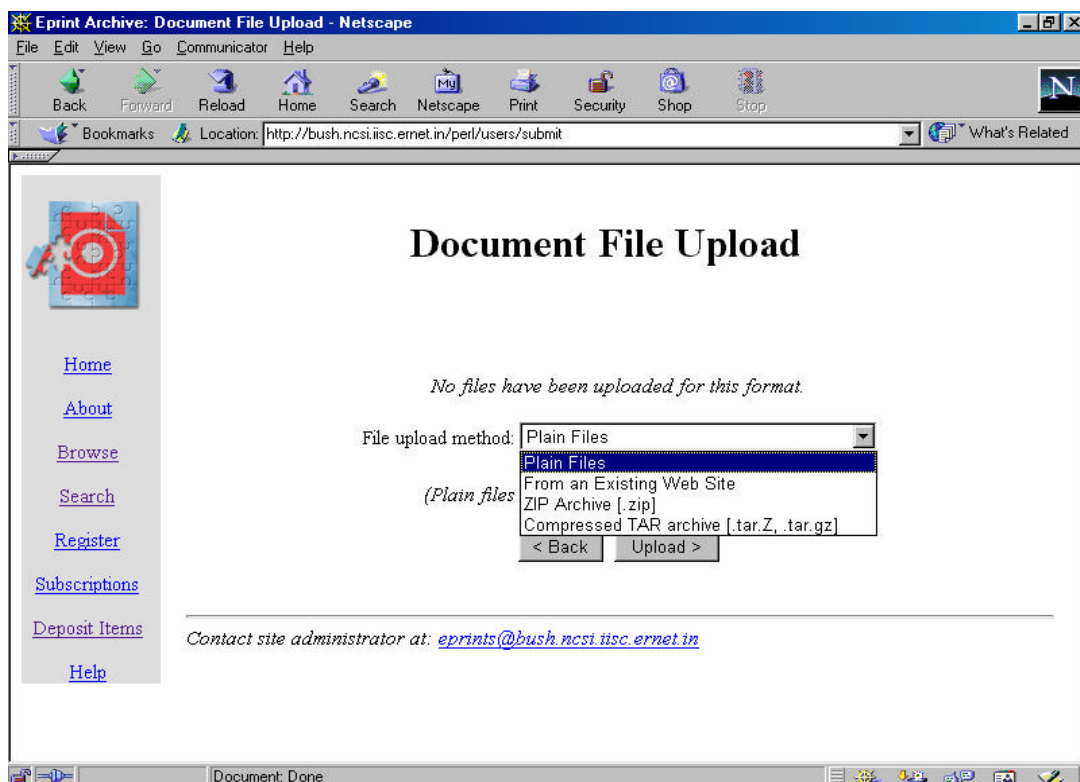 Eprint Archive: Document File Upload - Netscape
File Edit View Go Communicator Help
Back Forward Reload Home Search Netscape Print Security Shop Stop
My
N
Bookmarks Location: http://bush.ncsi.iisc.ernet.in/perl/users/submit What's Related
Document File Upload
Home
About
Browse
Search
Register
Subscriptions
Deposit Items
Help
No files have been uploaded for this format.
File upload method: Plain Files
Plain Files
From an Existing Web Site
(Plain files
ZIP Archive [.zip]
Compressed TAR archive [.tar.Z, .tar.gz]
< Back Upload >
Contact site administrator at: eprints@bush.ncsi.iisc.ernet.in
Document: Done